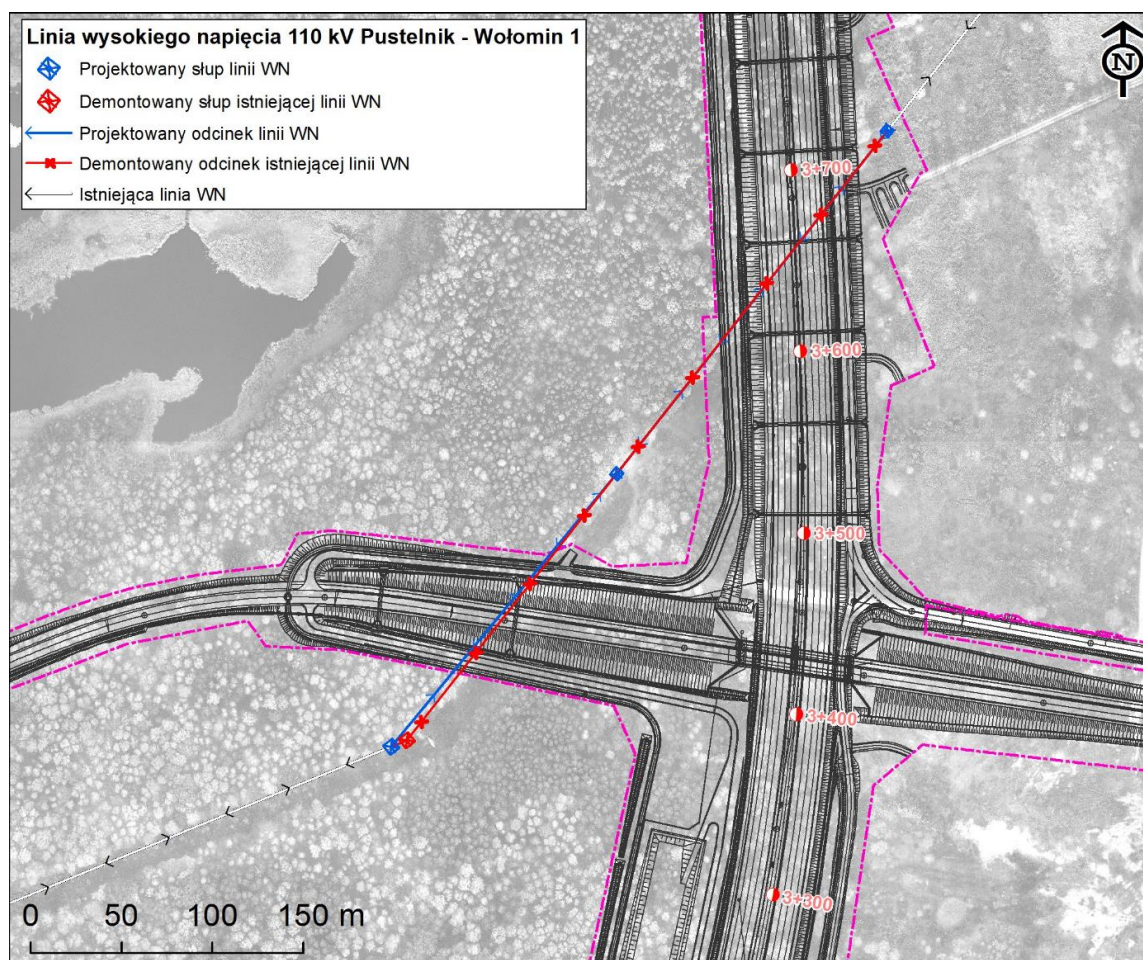 Linia wysokiego napięcia 110 kV Pustelnik - Wołomin 1
Projektowany słup linii WN
Demontowany słup istniejącej linii WN
Projektowany odcinek linii WN
Demontowany odcinek istniejącej linii WN
Istniejąca linia WN
N
3+700
3+600
3+500
3+400
3+300
0 50 100 150 m